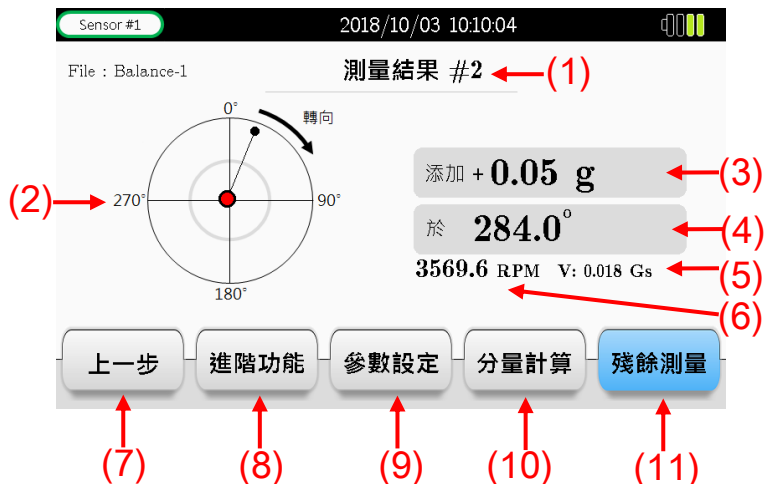 Sensor #1 2018/10/03 10:10:04
File : Balance-1 測量結果 #2 (1)
0°
轉向
添加 + 0.05 g (3)
(2) 270° 90°
於 284.0° (4)
3569.6 RPM V: 0.018 Gs (5)
180°
(6)
上一步 進階功能 參數設定 分量計算 殘餘測量
(7) (8) (9) (10) (11)